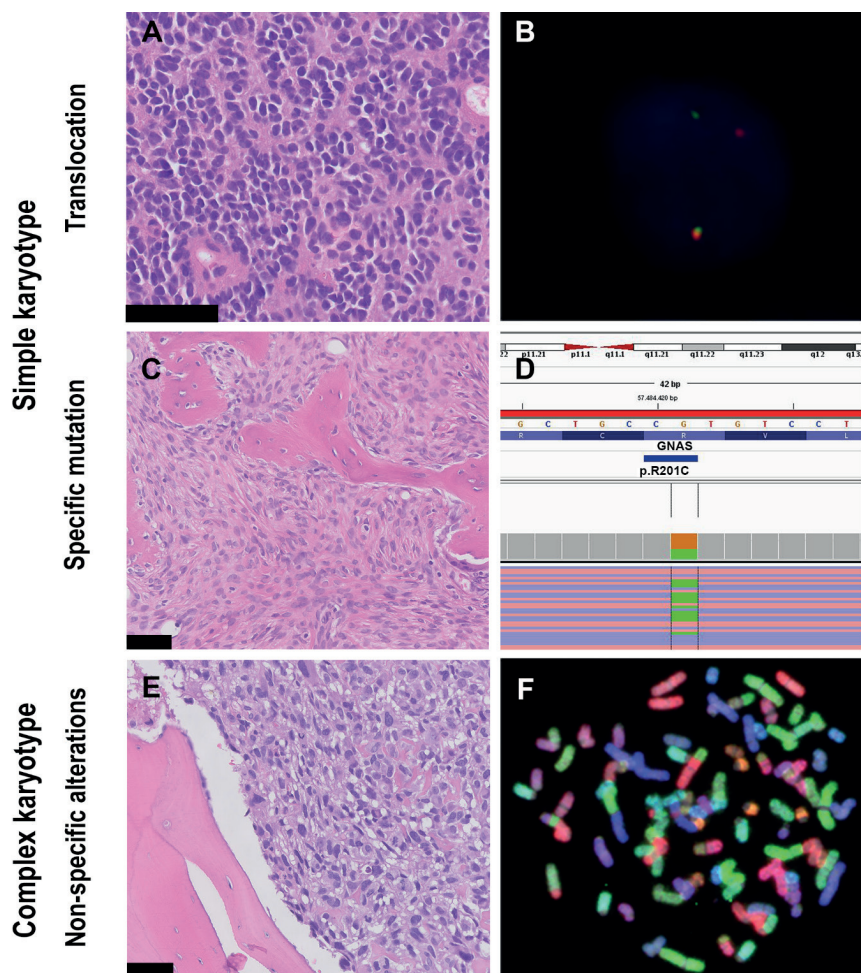 Simple karyotype
Translocation
A
B
Specific mutation
C
D
p11.21 p11.1 q11.1 q11.21 q11.22 q11.23 q12
42 bp
57.484.420 bp
G C T G C C G T G T C C T
R C R V L
GNAS
p.R201C
Complex karyotype
Non-specific alterations
E
F